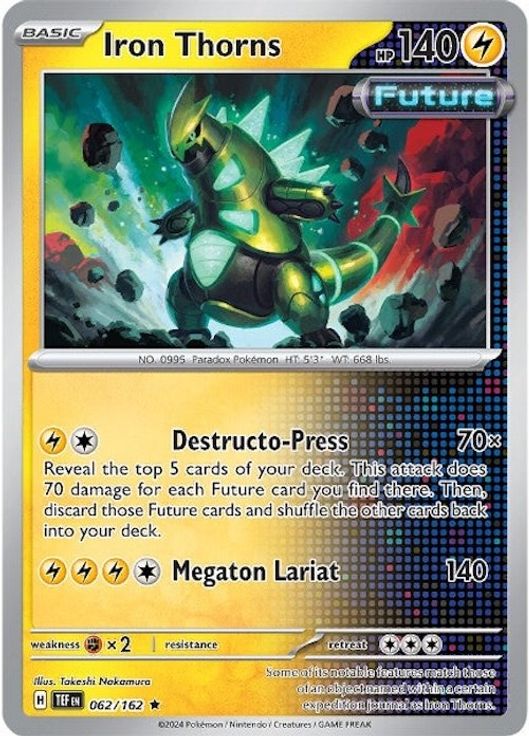 BASIC
Iron Thorns
HP 140
Future
NO. 0995 Paradox Pokémon HT: 5'3" WT: 668 lbs.
Destructo-Press 70×
Reveal the top 5 cards of your deck. This attack does
70 damage for each Future card you find there. Then,
discard those Future cards and shuffle the other cards back
into your deck.
Megaton Lariat 140
weakness ×2 resistance retreat
Illus. Takeshi Nakamura
H TEF EN 062/162 ★
Some of its notable features match those
of an object named within a certain
expedition journal as Iron Thorns.
©2024 Pokémon / Nintendo / Creatures / GAME FREAK